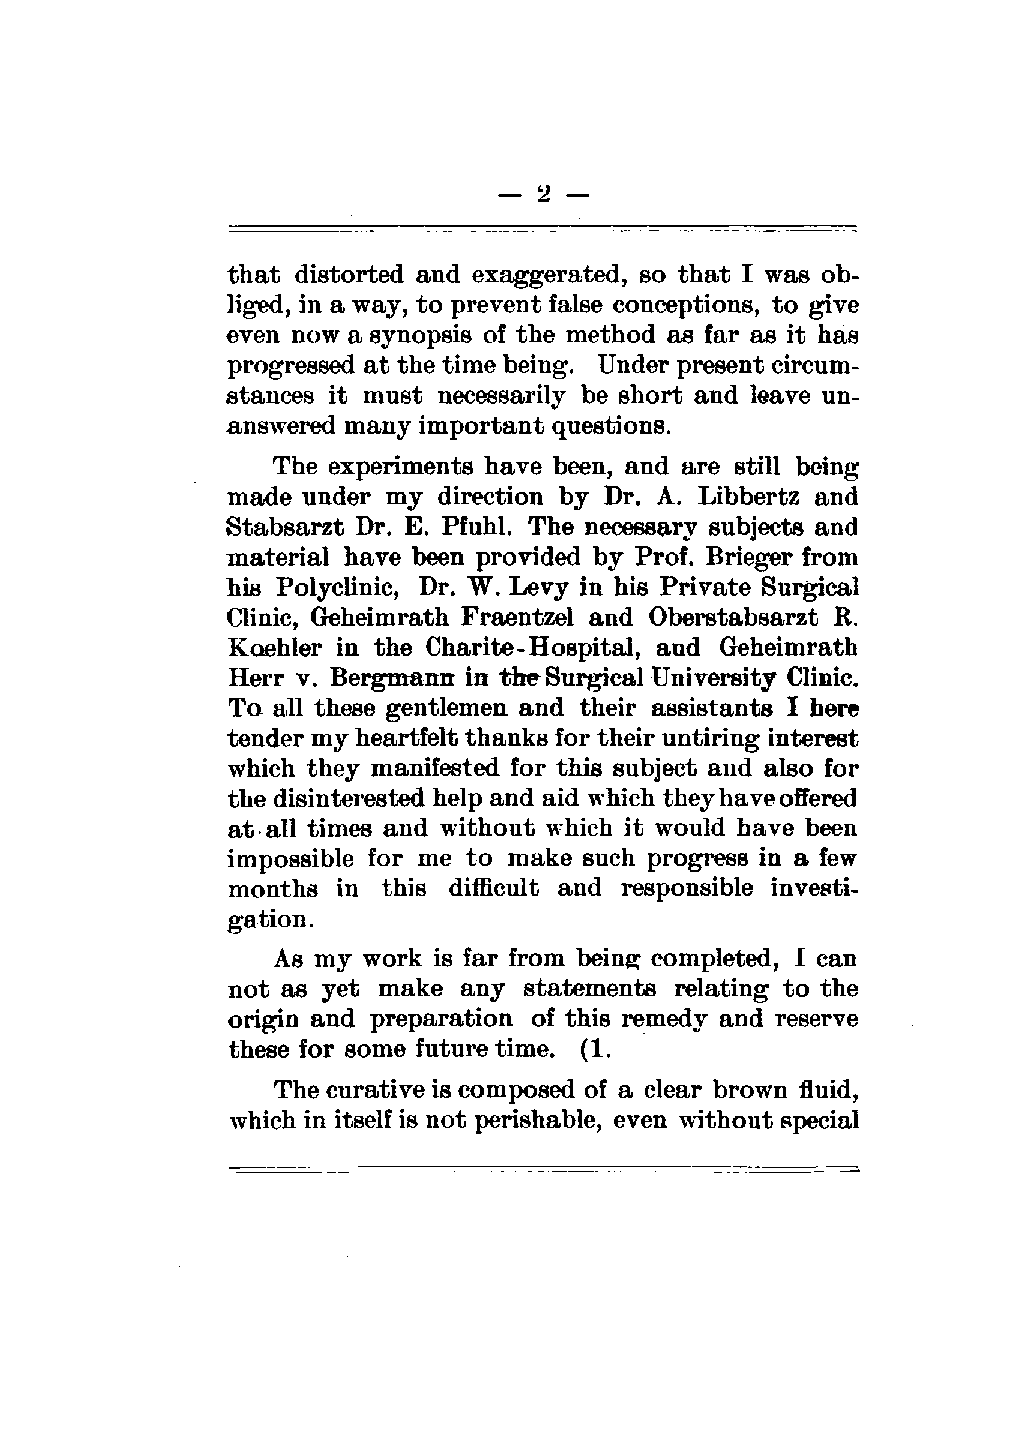 — 2 —
that distorted and exaggerated, so that I was ob-
liged, in a way, to prevent false conceptions, to give
even now a synopsis of the method as far as it has
progressed at the time being. Under present circum-
stances it must necessarily be short and leave un-
answered many important questions.
The experiments have been, and are still being
made under my direction by Dr. A. Libbertz and
Stabsarzt Dr. E. Pfuhl. The necessary subjects and
material have been provided by Prof. Brieger from
his Polyclinic, Dr. W. Levy in his Private Surgical
Clinic, Geheimrath Fraentzel and Oberstabsarzt R.
Koehler in the Charite-Hospital, and Geheimrath
Herr v. Bergmann in the Surgical University Clinic.
To all these gentlemen and their assistants I here
tender my heartfelt thanks for their untiring interest
which they manifested for this subject and also for
the disinterested help and aid which they have offered
at all times and without which it would have been
impossible for me to make such progress in a few
months in this difficult and responsible investi-
gation.
As my work is far from being completed, I can
not as yet make any statements relating to the
origin and preparation of this remedy and reserve
these for some future time. (1.
The curative is composed of a clear brown fluid,
which in itself is not perishable, even without special